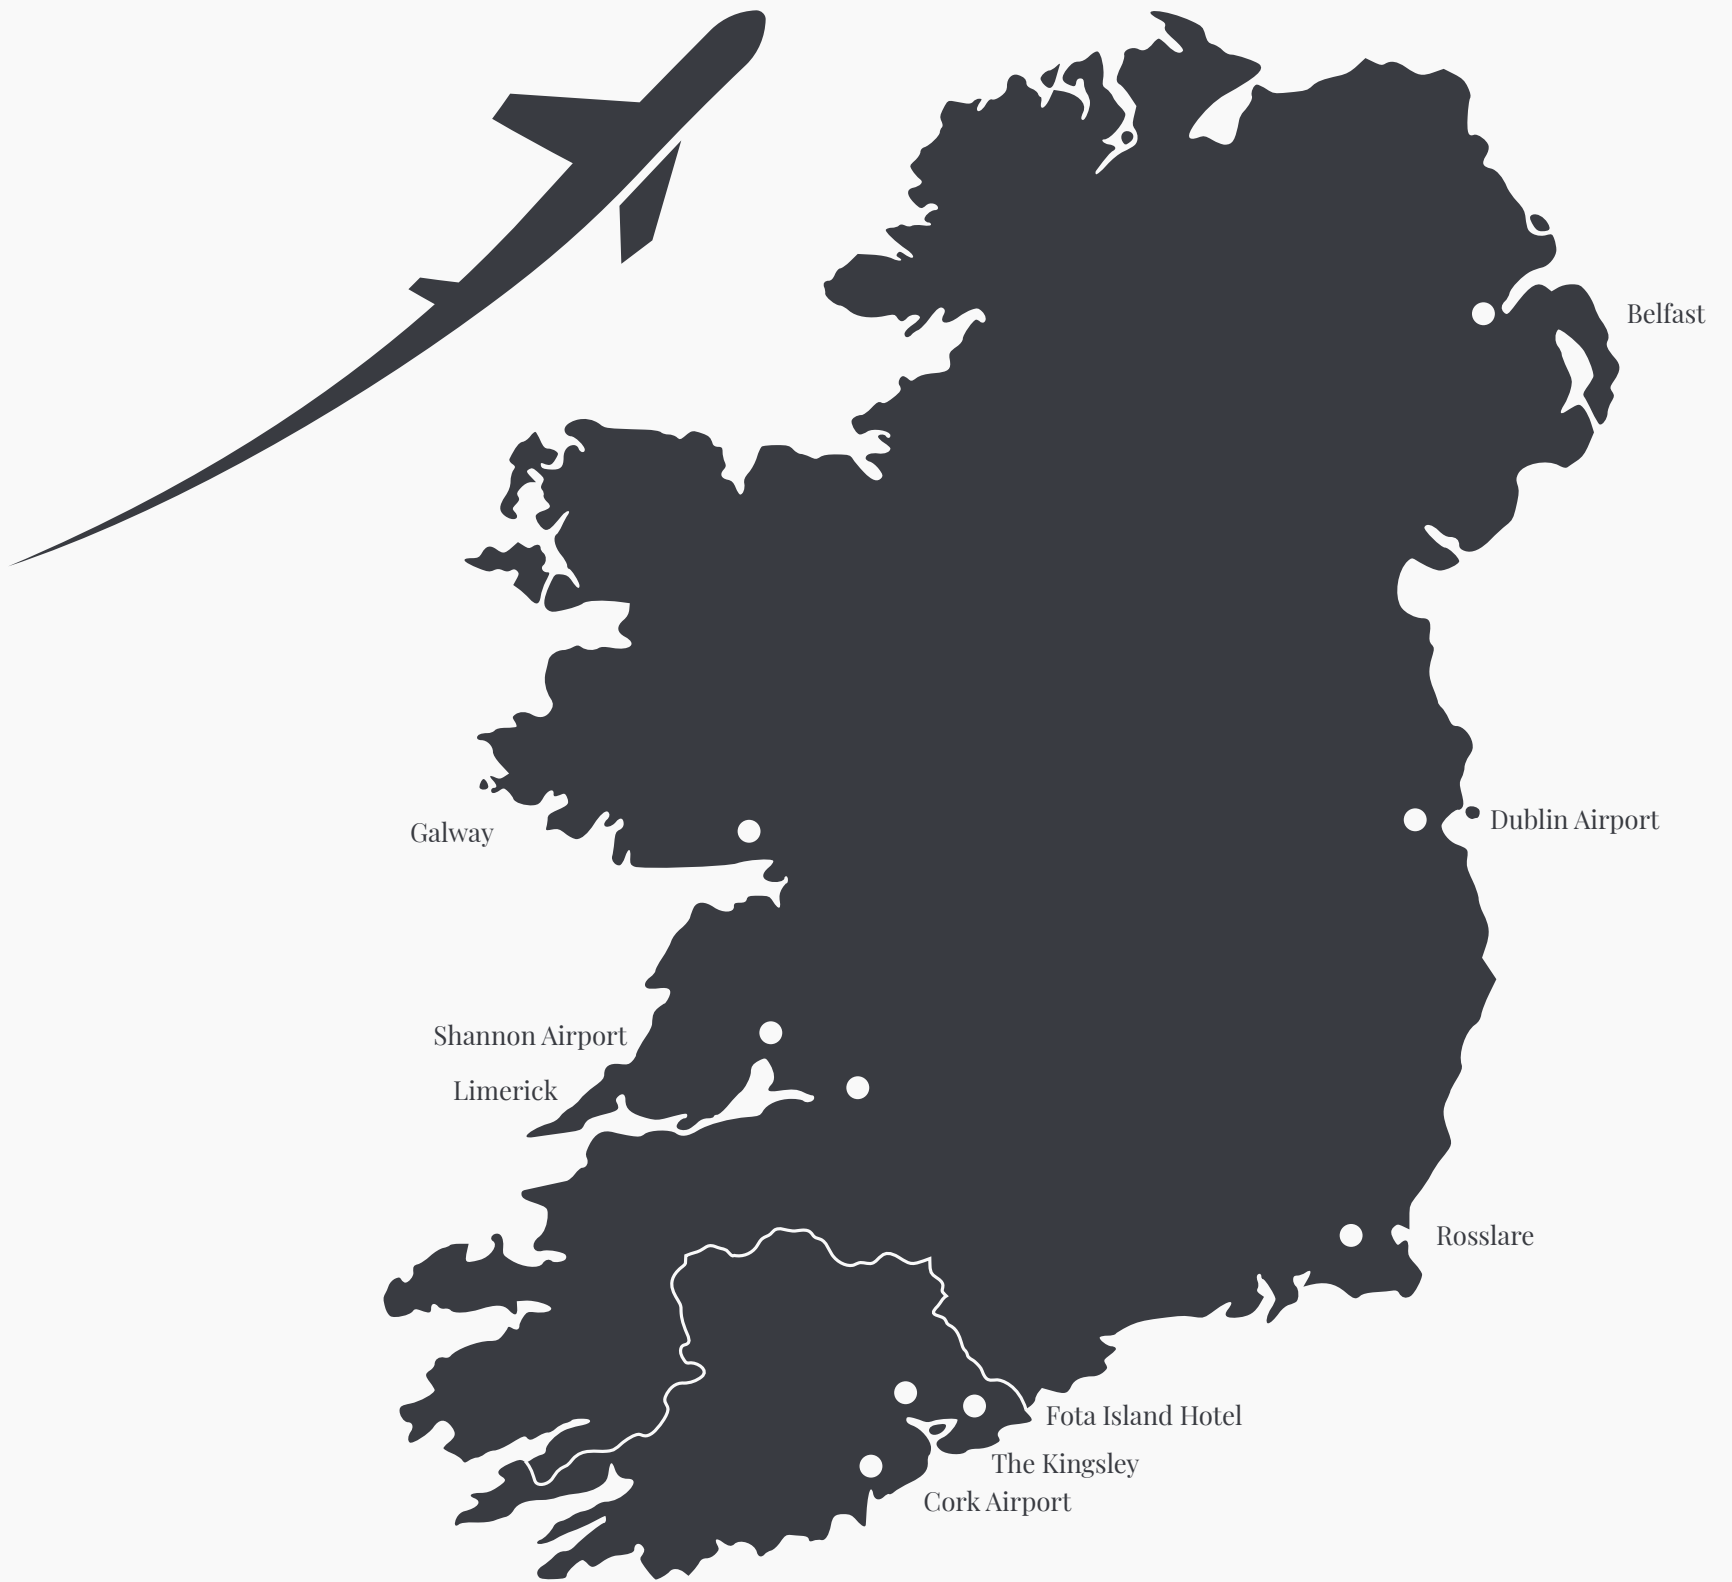 Belfast
Dublin Airport
Galway
Shannon Airport
Limerick
Rosslare
Fota Island Hotel
The Kingsley
Cork Airport